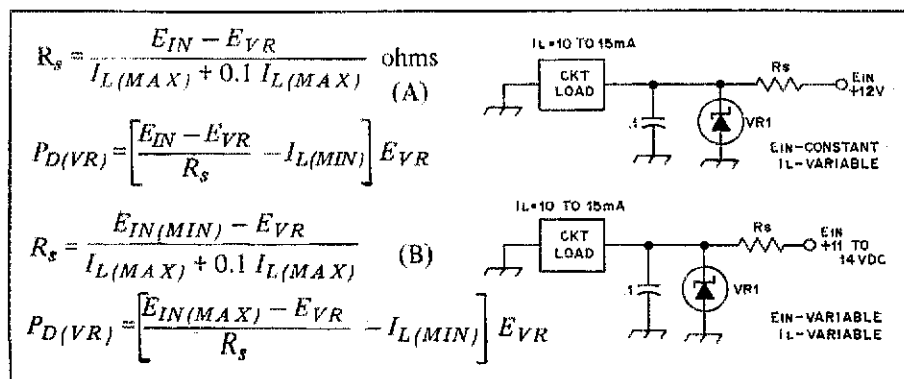 R_s = (E_IN − E_VR) / (I_L(MAX) + 0.1 I_L(MAX)) ohms
(A)
P_D(VR) = [(E_IN − E_VR) / R_s − I_L(MIN)] E_VR
IL=10 TO 15mA
CKT
LOAD
Rs
EIN
+12V
.1
VR1
EIN-CONSTANT
IL-VARIABLE
R_s = (E_IN(MIN) − E_VR) / (I_L(MAX) + 0.1 I_L(MAX))
(B)
P_D(VR) = [(E_IN(MAX) − E_VR) / R_s − I_L(MIN)] E_VR
IL=10 TO 15mA
CKT
LOAD
Rs
EIN
+11 TO
14VDC
.1
VR1
EIN-VARIABLE
IL-VARIABLE